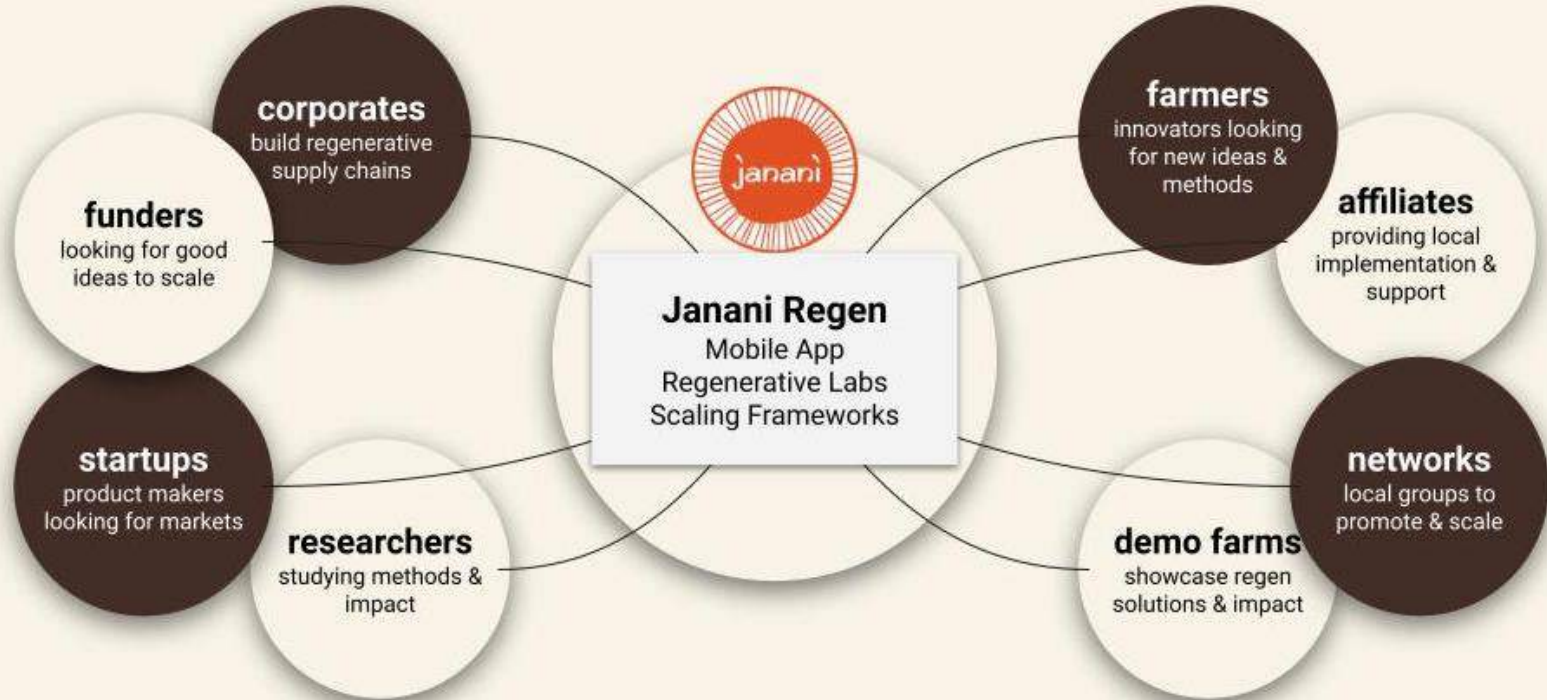 corporates
build regenerative
supply chains
funders
looking for good
ideas to scale
startups
product makers
looking for markets
researchers
studying methods &
impact
janani
Janani Regen
Mobile App
Regenerative Labs
Scaling Frameworks
farmers
innovators looking
for new ideas &
methods
affiliates
providing local
implementation &
support
networks
local groups to
promote & scale
demo farms
showcase regen
solutions & impact